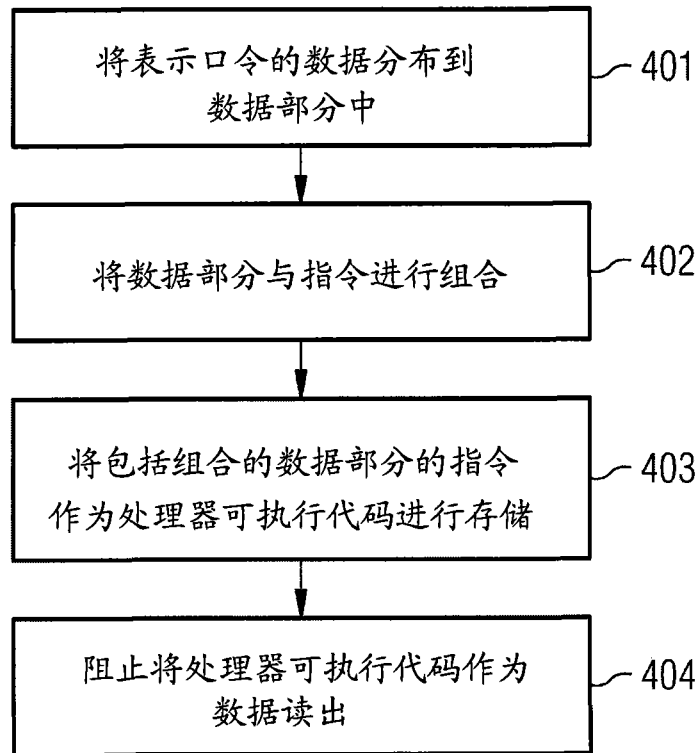 将表示口令的数据分布到
数据部分中
401
将数据部分与指令进行组合
402
将包括组合的数据部分的指令
作为处理器可执行代码进行存储
403
阻止将处理器可执行代码作为
数据读出
404